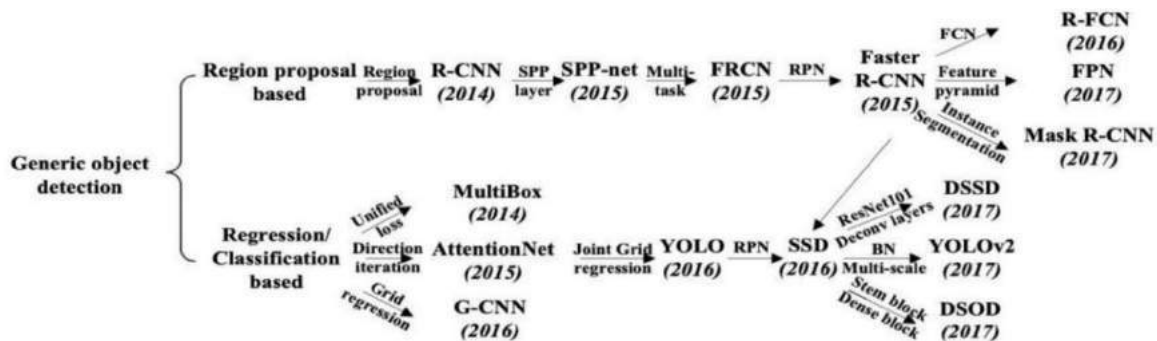 Generic object
detection
Region proposal
based
Region
proposal
R-CNN
(2014)
SPP
layer
SPP-net
(2015)
Multi-
task
FRCN
(2015)
RPN
Faster
R-CNN
(2015)
FCN
R-FCN
(2016)
Feature
pyramid
FPN
(2017)
Instance
Segmentation
Mask R-CNN
(2017)
Regression/
Classification
based
Unified
loss
MultiBox
(2014)
Direction
iteration
AttentionNet
(2015)
Grid
regression
G-CNN
(2016)
Joint Grid
regression
YOLO
(2016)
RPN
SSD
(2016)
ResNet101
Deconv layers
DSSD
(2017)
BN
Multi-scale
YOLOv2
(2017)
Stem block
Dense block
DSOD
(2017)